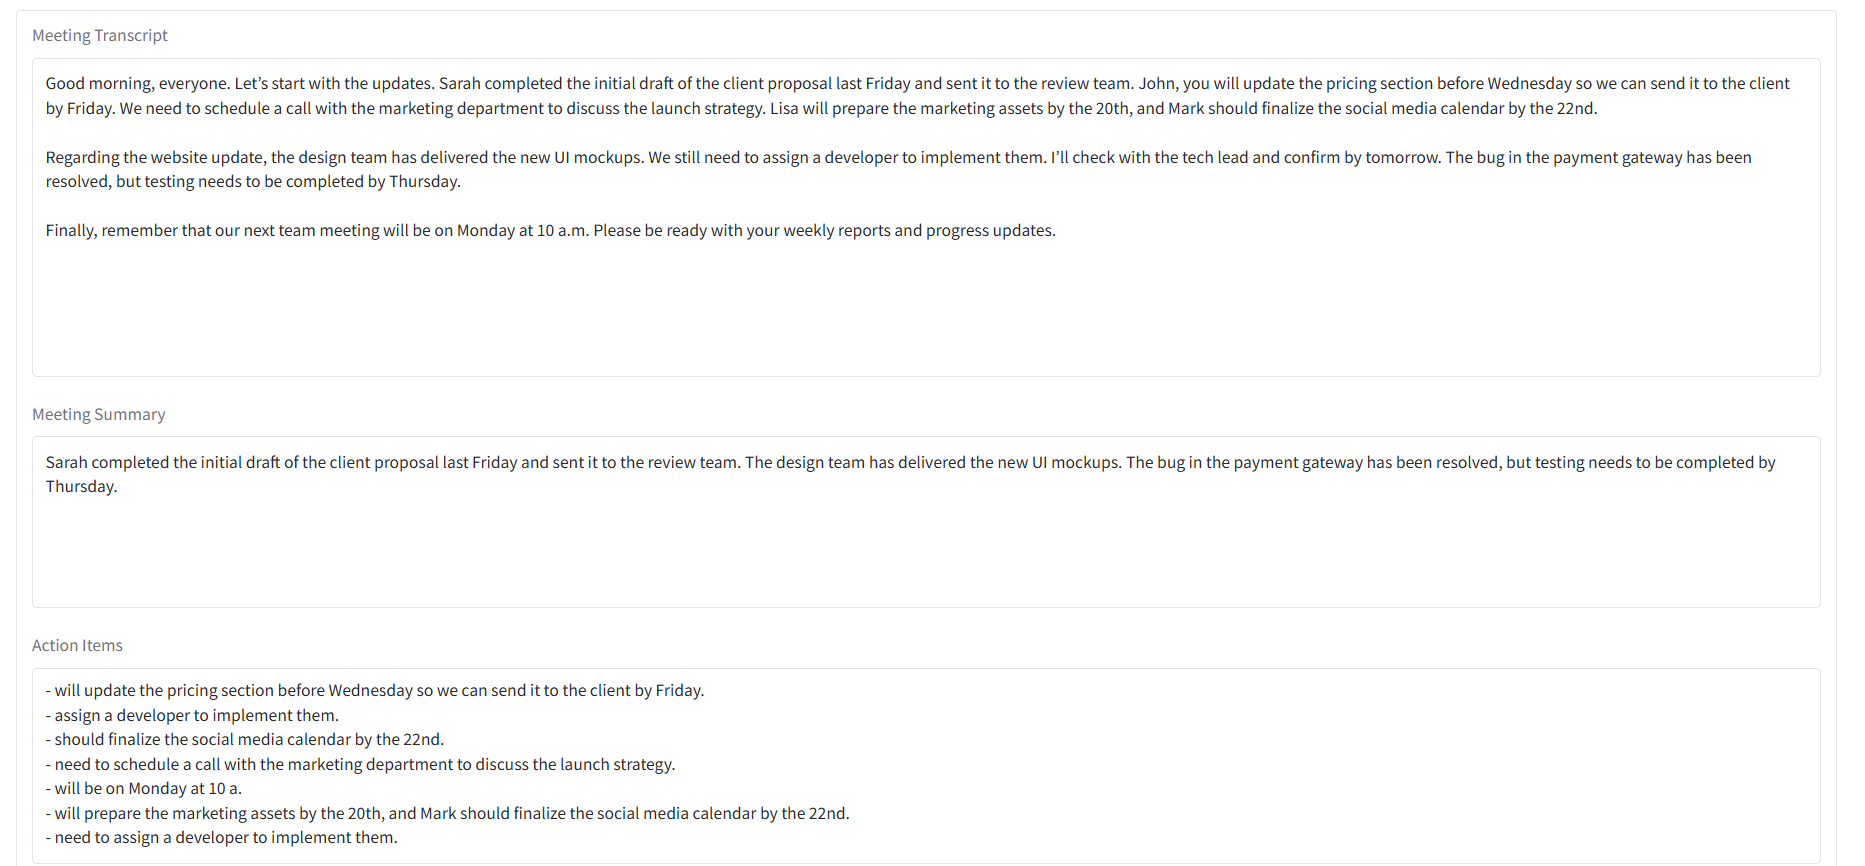 Meeting Transcript
Good morning, everyone. Let’s start with the updates. Sarah completed the initial draft of the client proposal last Friday and sent it to the review team. John, you will update the pricing section before Wednesday so we can send it to the client
by Friday. We need to schedule a call with the marketing department to discuss the launch strategy. Lisa will prepare the marketing assets by the 20th, and Mark should finalize the social media calendar by the 22nd.
Regarding the website update, the design team has delivered the new UI mockups. We still need to assign a developer to implement them. I’ll check with the tech lead and confirm by tomorrow. The bug in the payment gateway has been
resolved, but testing needs to be completed by Thursday.
Finally, remember that our next team meeting will be on Monday at 10 a.m. Please be ready with your weekly reports and progress updates.
Meeting Summary
Sarah completed the initial draft of the client proposal last Friday and sent it to the review team. The design team has delivered the new UI mockups. The bug in the payment gateway has been resolved, but testing needs to be completed by
Thursday.
Action Items
- will update the pricing section before Wednesday so we can send it to the client by Friday.
- assign a developer to implement them.
- should finalize the social media calendar by the 22nd.
- need to schedule a call with the marketing department to discuss the launch strategy.
- will be on Monday at 10 a.
- will prepare the marketing assets by the 20th, and Mark should finalize the social media calendar by the 22nd.
- need to assign a developer to implement them.